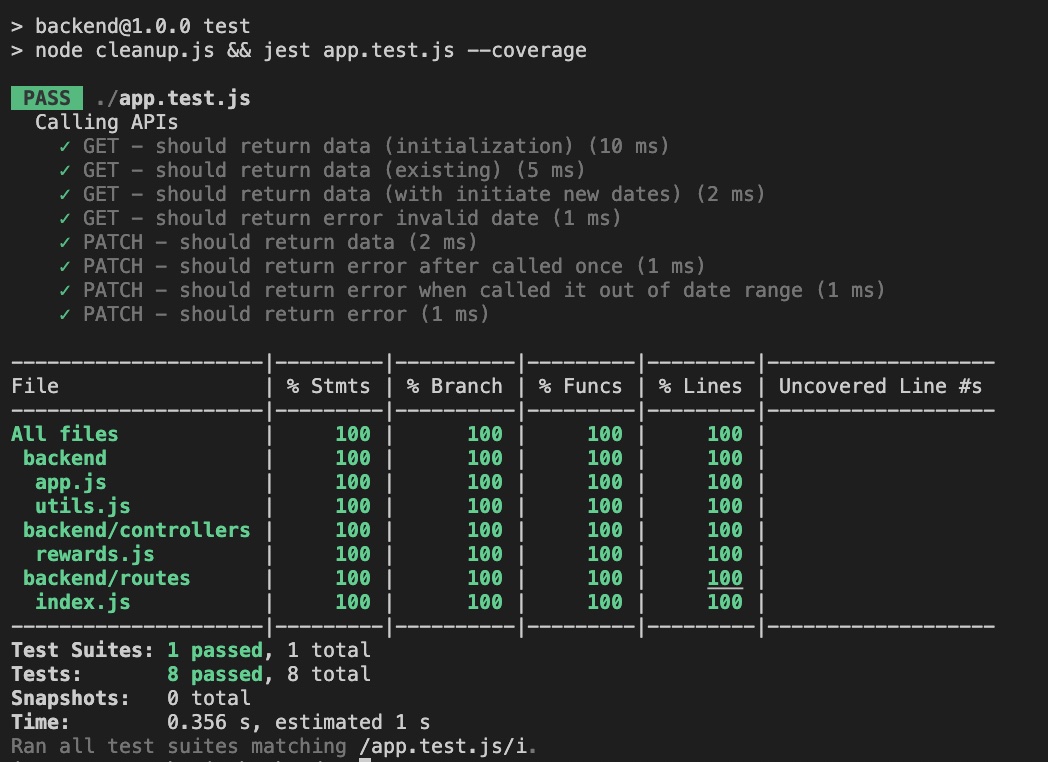 > backend@1.0.0 test
> node cleanup.js && jest app.test.js --coverage
PASS ./app.test.js
Calling APIs
✓ GET – should return data (initialization) (10 ms)
✓ GET – should return data (existing) (5 ms)
✓ GET – should return data (with initiate new dates) (2 ms)
✓ GET – should return error invalid date (1 ms)
✓ PATCH – should return data (2 ms)
✓ PATCH – should return error after called once (1 ms)
✓ PATCH – should return error when called it out of date range (1 ms)
✓ PATCH – should return error (1 ms)
---------------------|---------|----------|---------|---------|-------------------
File                 | % Stmts | % Branch | % Funcs | % Lines | Uncovered Line #s
---------------------|---------|----------|---------|---------|-------------------
All files            |     100 |      100 |     100 |     100 |
 backend             |     100 |      100 |     100 |     100 |
  app.js             |     100 |      100 |     100 |     100 |
  utils.js           |     100 |      100 |     100 |     100 |
 backend/controllers |     100 |      100 |     100 |     100 |
  rewards.js         |     100 |      100 |     100 |     100 |
 backend/routes      |     100 |      100 |     100 |     100 |
  index.js           |     100 |      100 |     100 |     100 |
---------------------|---------|----------|---------|---------|-------------------
Test Suites: 1 passed, 1 total
Tests:       8 passed, 8 total
Snapshots:   0 total
Time:        0.356 s, estimated 1 s
Ran all test suites matching /app.test.js/i.